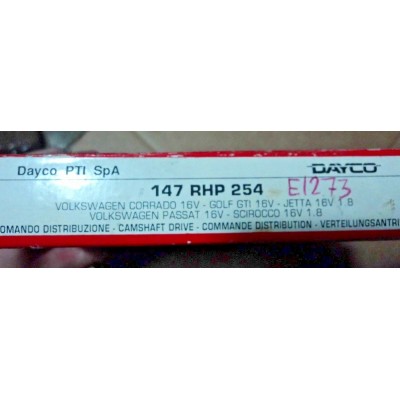 Dayco PTI SpA DAYCO
147 RHP 254 E1273
VOLKSWAGEN CORRADO 16V - GOLF GTI 16V - JETTA 16V 1.8
VOLKSWAGEN PASSAT 16V - SCIROCCO 16V 1.8
OMANDO DISTRIBUZIONE - CAMSHAFT DRIVE - COMMANDE DISTRIBUTION - VERTEILUNGSANTRI